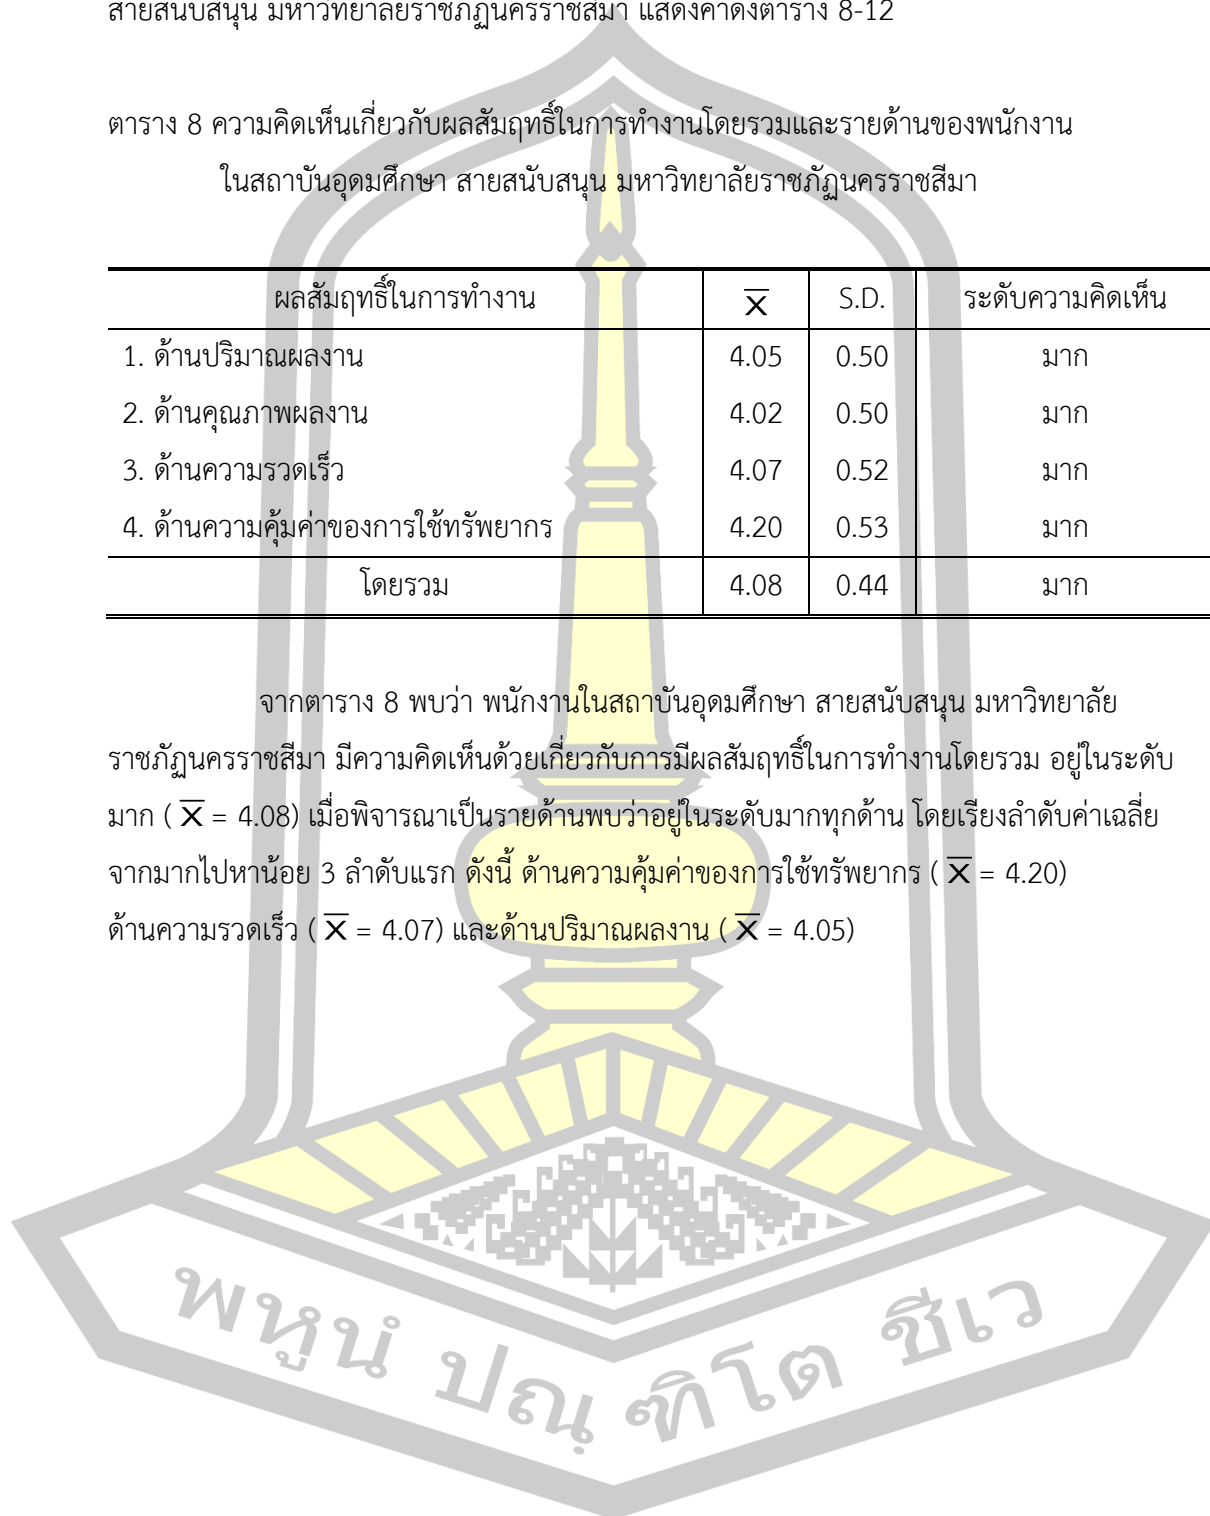 สายสนับสนุน มหาวิทยาลัยราชภัฏนครราชสีมา แสดงค่าดังตาราง 8-12
ตาราง 8 ความคิดเห็นเกี่ยวกับผลสัมฤทธิ์ในการทำงานโดยรวมและรายด้านของพนักงาน
ในสถาบันอุดมศึกษา สายสนับสนุน มหาวิทยาลัยราชภัฏนครราชสีมา
ผลสัมฤทธิ์ในการทำงาน X̅ S.D. ระดับความคิดเห็น
1. ด้านปริมาณผลงาน 4.05 0.50 มาก
2. ด้านคุณภาพผลงาน 4.02 0.50 มาก
3. ด้านความรวดเร็ว 4.07 0.52 มาก
4. ด้านความคุ้มค่าของการใช้ทรัพยากร 4.20 0.53 มาก
โดยรวม 4.08 0.44 มาก
จากตาราง 8 พบว่า พนักงานในสถาบันอุดมศึกษา สายสนับสนุน มหาวิทยาลัย
ราชภัฏนครราชสีมา มีความคิดเห็นด้วยเกี่ยวกับการมีผลสัมฤทธิ์ในการทำงานโดยรวม อยู่ในระดับ
มาก ( X̅ = 4.08) เมื่อพิจารณาเป็นรายด้านพบว่าอยู่ในระดับมากทุกด้าน โดยเรียงลำดับค่าเฉลี่ย
จากมากไปหาน้อย 3 ลำดับแรก ดังนี้ ด้านความคุ้มค่าของการใช้ทรัพยากร ( X̅ = 4.20)
ด้านความรวดเร็ว ( X̅ = 4.07) และด้านปริมาณผลงาน ( X̅ = 4.05)
พหูนํ ปณฺฑิโต ชีเว